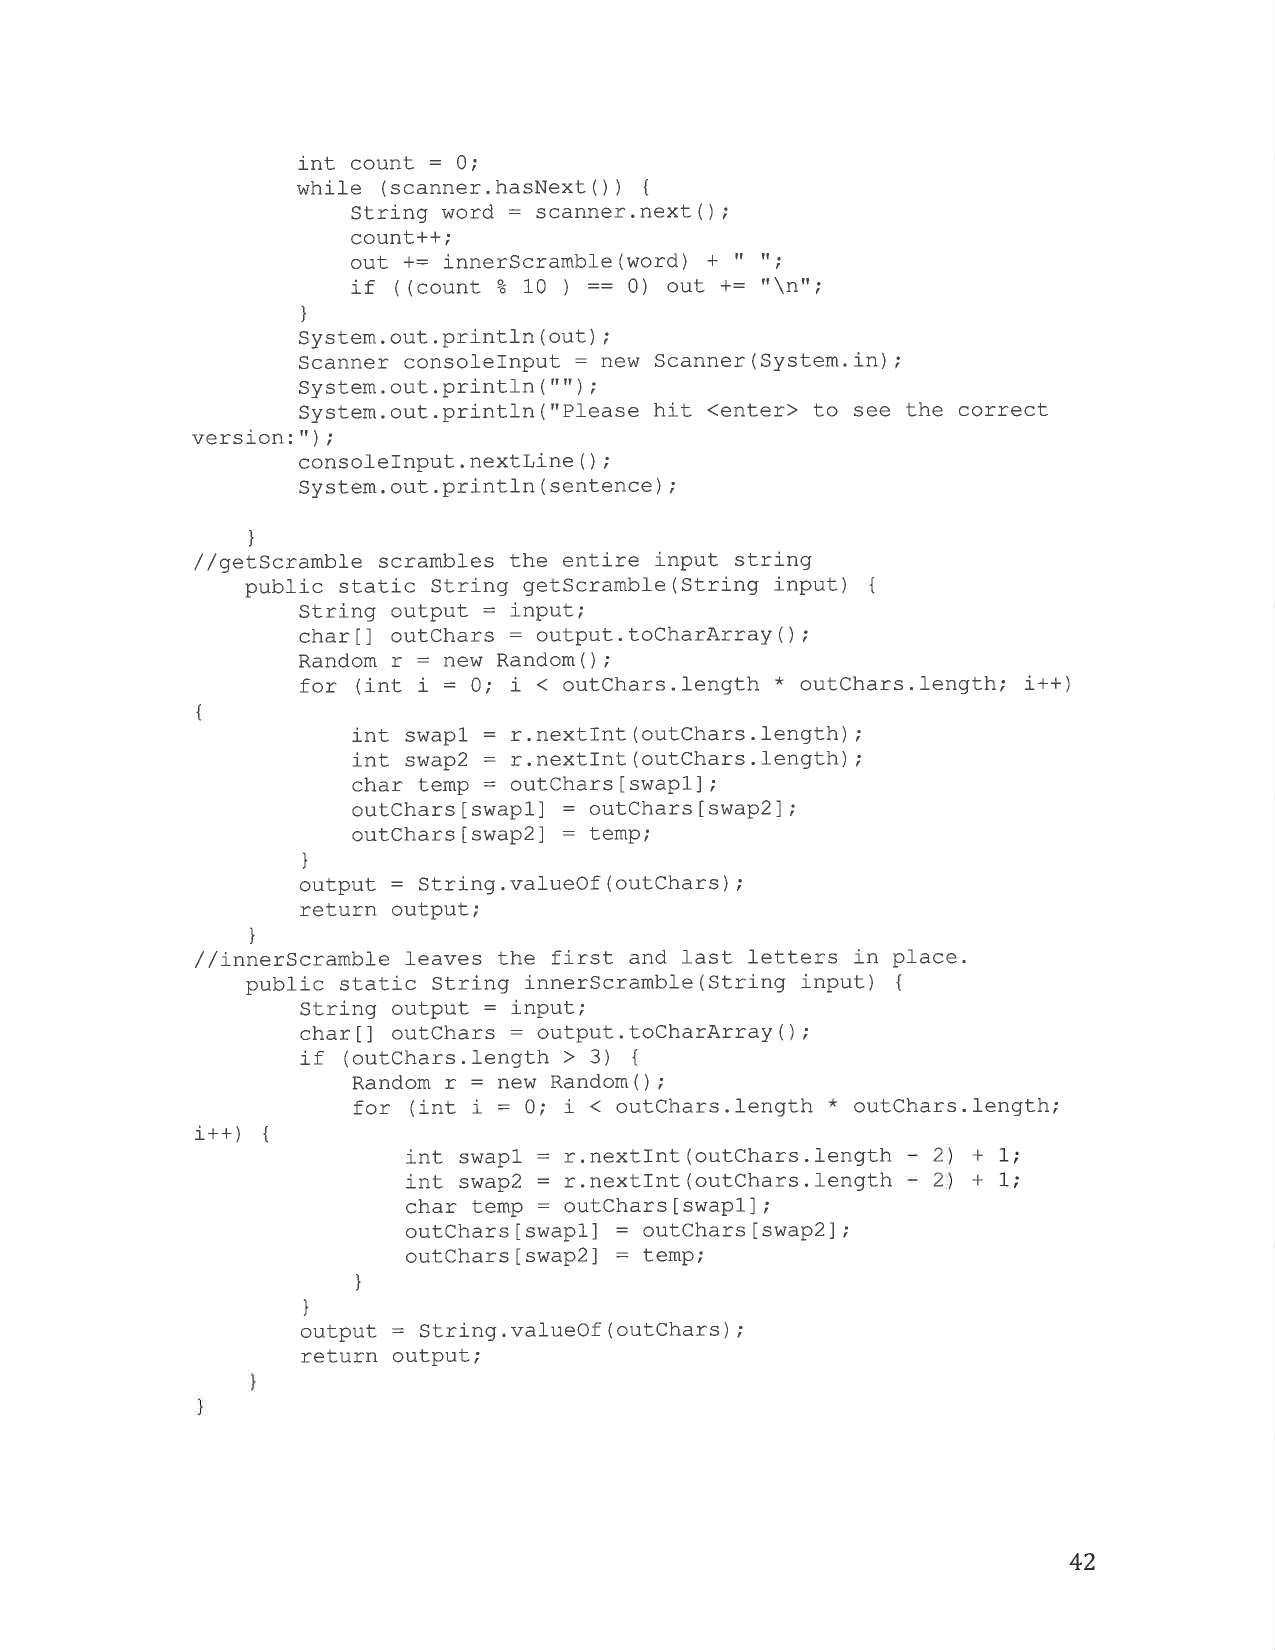 int count = 0;
while (scanner.hasNext()) {
String word = scanner.next();
count++;
out += innerScramble(word) + " ";
if ((count % 10 ) == 0) out += "\n";
}
System.out.println(out);
Scanner consoleInput = new Scanner(System.in);
System.out.println("");
System.out.println("Please hit <enter> to see the correct
version:");
consoleInput.nextLine();
System.out.println(sentence);
}
//getScramble scrambles the entire input string
public static String getScramble(String input) {
String output = input;
char[] outChars = output.toCharArray();
Random r = new Random();
for (int i = 0; i < outChars.length * outChars.length; i++)
{
int swap1 = r.nextInt(outChars.length);
int swap2 = r.nextInt(outChars.length);
char temp = outChars[swap1];
outChars[swap1] = outChars[swap2];
outChars[swap2] = temp;
}
output = String.valueOf(outChars);
return output;
}
//innerScramble leaves the first and last letters in place.
public static String innerScramble(String input) {
String output = input;
char[] outChars = output.toCharArray();
if (outChars.length > 3) {
Random r = new Random();
for (int i = 0; i < outChars.length * outChars.length;
i++) {
int swap1 = r.nextInt(outChars.length - 2) + 1;
int swap2 = r.nextInt(outChars.length - 2) + 1;
char temp = outChars[swap1];
outChars[swap1] = outChars[swap2];
outChars[swap2] = temp;
}
}
output = String.valueOf(outChars);
return output;
}
}
42